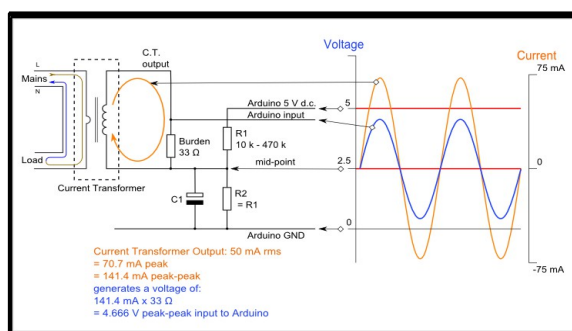 Voltage
Current
C.T.
output
75 mA
L
Mains
N
Arduino 5 V d.c.
5
Arduino input
Burden
33 Ω
R1
10 k - 470 k
mid-point
2.5
0
Load
Current Transformer
C1
R2
= R1
0
Arduino GND
-75 mA
Current Transformer Output: 50 mA rms
= 70.7 mA peak
= 141.4 mA peak-peak
generates a voltage of:
141.4 mA x 33 Ω
= 4.666 V peak-peak input to Arduino